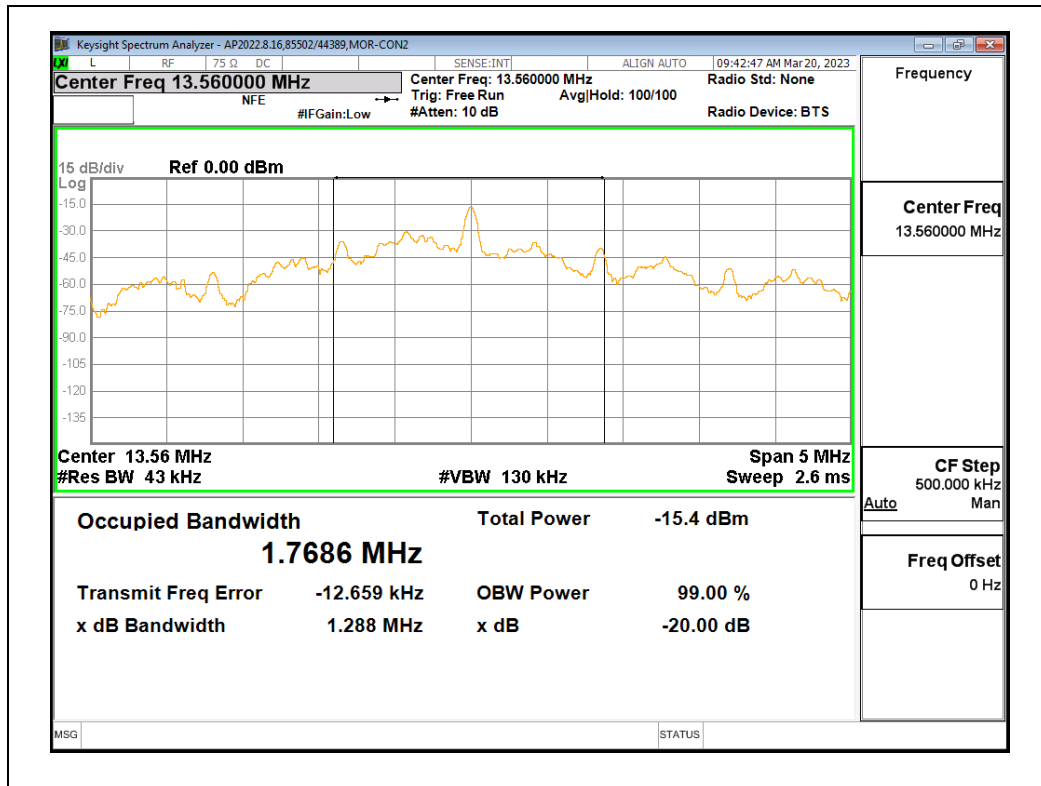 Keysight Spectrum Analyzer - AP2022.8.16,85502/44389,MOR-CON2
LXI L RF 75 Ω DC SENSE:INT ALIGN AUTO 09:42:47 AM Mar 20, 2023
Center Freq 13.560000 MHz
NFE
#IFGain:Low
Center Freq: 13.560000 MHz
Trig: Free Run Avg|Hold: 100/100
#Atten: 10 dB
Radio Std: None
Radio Device: BTS
15 dB/div Ref 0.00 dBm
Log
-15.0
-30.0
-45.0
-60.0
-75.0
-90.0
-105
-120
-135
Center 13.56 MHz Span 5 MHz
#Res BW 43 kHz #VBW 130 kHz Sweep 2.6 ms
Occupied Bandwidth Total Power -15.4 dBm
1.7686 MHz
Transmit Freq Error -12.659 kHz OBW Power 99.00 %
x dB Bandwidth 1.288 MHz x dB -20.00 dB
MSG STATUS
Frequency
Center Freq
13.560000 MHz
CF Step
500.000 kHz
Auto Man
Freq Offset
0 Hz